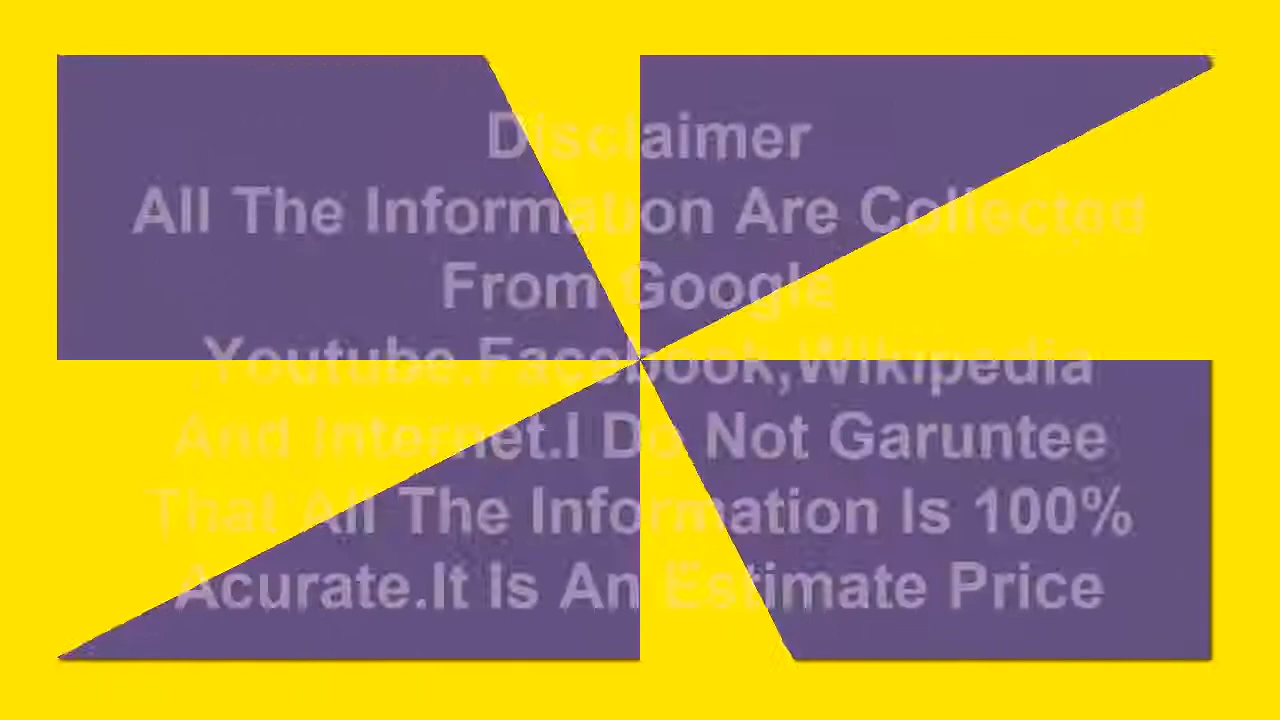 Disclaimer
All The Information Are Collected
From Google
Youtube.Facebook,Wikipedia
And Internet.I Do Not Garuntee
That All The Information Is 100%
Acurate.It Is An Estimate Price